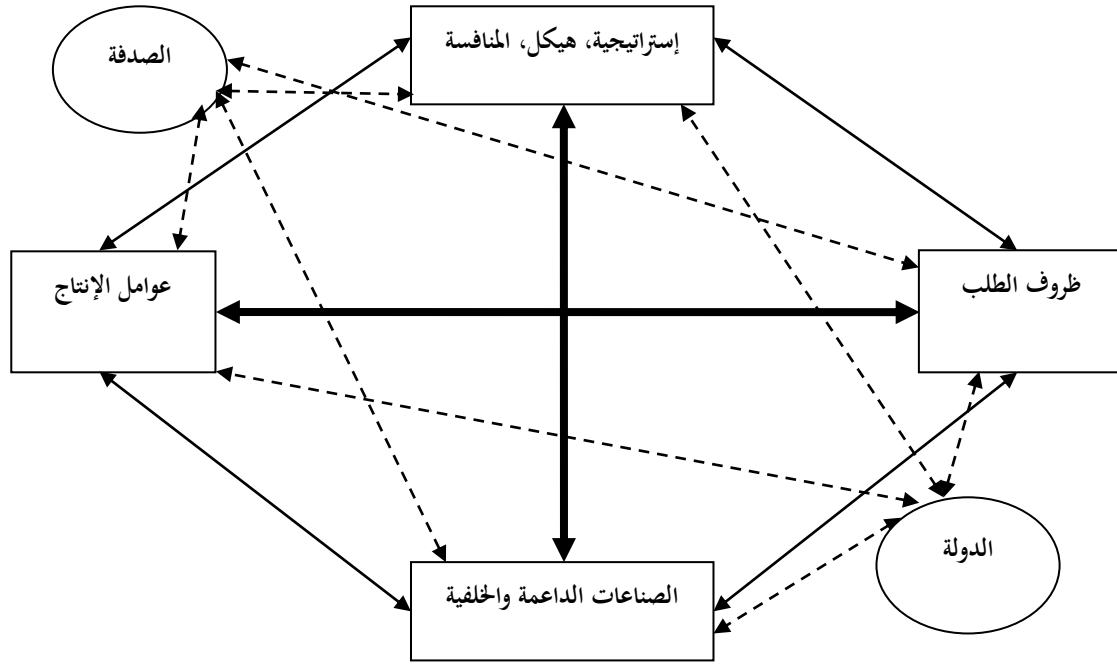 إستراتيجية، هيكل، المنافسة
الصدفة
عوامل الإنتاج
ظروف الطلب
الدولة
الصناعات الداعمة والخلفية